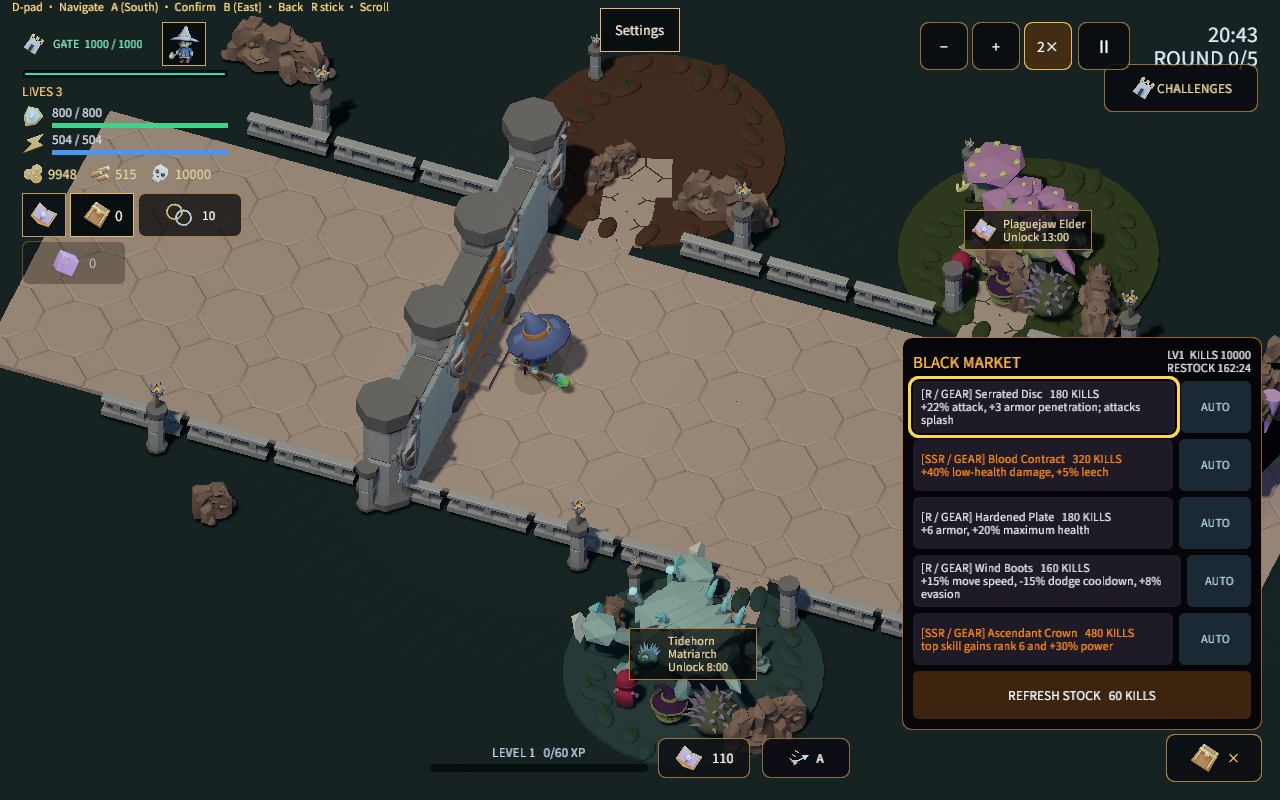 D-pad • Navigate A (South) • Confirm B (East) • Back R stick • Scroll
Settings
GATE 1000 / 1000
LIVES 3
800 / 800
504 / 504
9948 515 10000
0 10
0
− + 2×
20:43
ROUND 0/5
CHALLENGES
Plaguejaw Elder
Unlock 13:00
BLACK MARKET
LV1 KILLS 10000
RESTOCK 162:24
[R / GEAR] Serrated Disc 180 KILLS
+22% attack, +3 armor penetration; attacks
splash
AUTO
[SSR / GEAR] Blood Contract 320 KILLS
+40% low-health damage, +5% leech
AUTO
[R / GEAR] Hardened Plate 180 KILLS
+6 armor, +20% maximum health
AUTO
[R / GEAR] Wind Boots 160 KILLS
+15% move speed, -15% dodge cooldown, +8%
evasion
AUTO
[SSR / GEAR] Ascendant Crown 480 KILLS
top skill gains rank 6 and +30% power
AUTO
REFRESH STOCK 60 KILLS
Tidehorn
Matriarch
Unlock 8:00
LEVEL 1 0/60 XP
110
A
×